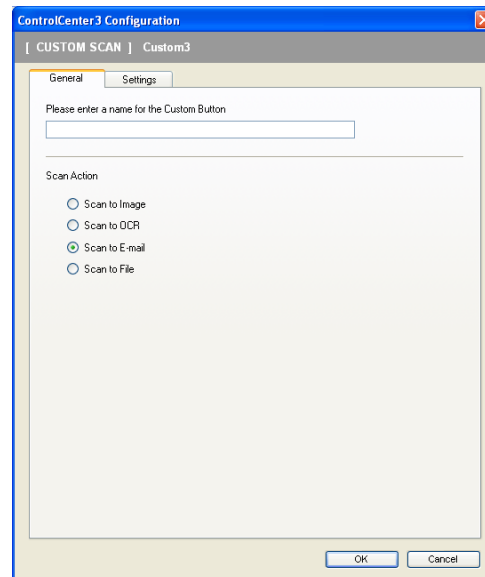 ControlCenter3 Configuration
[ CUSTOM SCAN ] Custom3
General Settings
Please enter a name for the Custom Button
Scan Action
Scan to Image
Scan to OCR
Scan to E-mail
Scan to File
OK Cancel